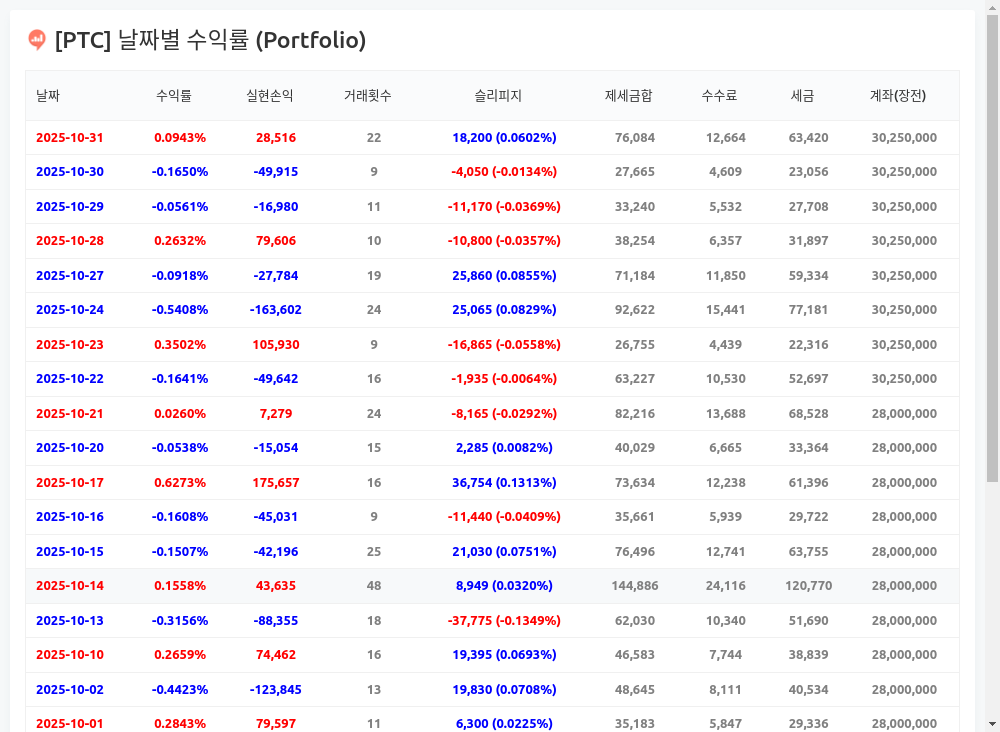 [PTC] 날짜별 수익률 (Portfolio)
날짜 수익률 실현손익 거래횟수 슬리피지 제세금합 수수료 세금 계좌(장전)
2025-10-31 0.0943% 28,516 22 18,200 (0.0602%) 76,084 12,664 63,420 30,250,000
2025-10-30 -0.1650% -49,915 9 -4,050 (-0.0134%) 27,665 4,609 23,056 30,250,000
2025-10-29 -0.0561% -16,980 11 -11,170 (-0.0369%) 33,240 5,532 27,708 30,250,000
2025-10-28 0.2632% 79,606 10 -10,800 (-0.0357%) 38,254 6,357 31,897 30,250,000
2025-10-27 -0.0918% -27,784 19 25,860 (0.0855%) 71,184 11,850 59,334 30,250,000
2025-10-24 -0.5408% -163,602 24 25,065 (0.0829%) 92,622 15,441 77,181 30,250,000
2025-10-23 0.3502% 105,930 9 -16,865 (-0.0558%) 26,755 4,439 22,316 30,250,000
2025-10-22 -0.1641% -49,642 16 -1,935 (-0.0064%) 63,227 10,530 52,697 30,250,000
2025-10-21 0.0260% 7,279 24 -8,165 (-0.0292%) 82,216 13,688 68,528 28,000,000
2025-10-20 -0.0538% -15,054 15 2,285 (0.0082%) 40,029 6,665 33,364 28,000,000
2025-10-17 0.6273% 175,657 16 36,754 (0.1313%) 73,634 12,238 61,396 28,000,000
2025-10-16 -0.1608% -45,031 9 -11,440 (-0.0409%) 35,661 5,939 29,722 28,000,000
2025-10-15 -0.1507% -42,196 25 21,030 (0.0751%) 76,496 12,741 63,755 28,000,000
2025-10-14 0.1558% 43,635 48 8,949 (0.0320%) 144,886 24,116 120,770 28,000,000
2025-10-13 -0.3156% -88,355 18 -37,775 (-0.1349%) 62,030 10,340 51,690 28,000,000
2025-10-10 0.2659% 74,462 16 19,395 (0.0693%) 46,583 7,744 38,839 28,000,000
2025-10-02 -0.4423% -123,845 13 19,830 (0.0708%) 48,645 8,111 40,534 28,000,000
2025-10-01 0.2843% 79,597 11 6,300 (0.0225%) 35,183 5,847 29,336 28,000,000